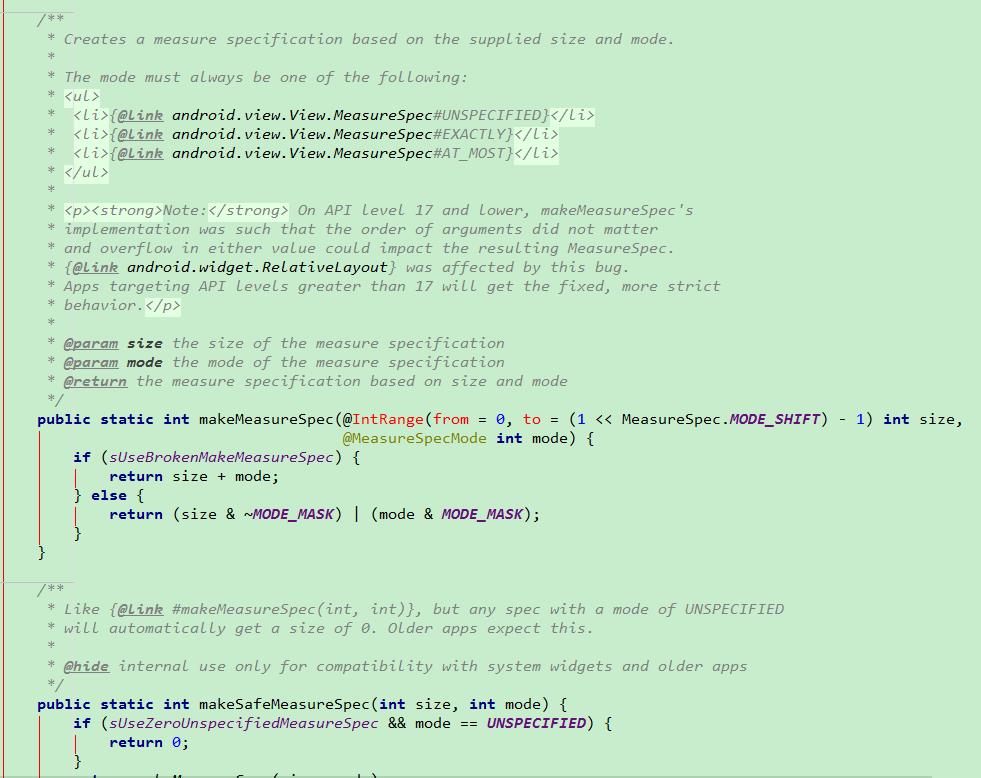 /**
 * Creates a measure specification based on the supplied size and mode.
 *
 * The mode must always be one of the following:
 * <ul>
 *  <li>{@link android.view.View.MeasureSpec#UNSPECIFIED}</li>
 *  <li>{@link android.view.View.MeasureSpec#EXACTLY}</li>
 *  <li>{@link android.view.View.MeasureSpec#AT_MOST}</li>
 * </ul>
 *
 * <p><strong>Note:</strong> On API level 17 and lower, makeMeasureSpec's
 * implementation was such that the order of arguments did not matter
 * and overflow in either value could impact the resulting MeasureSpec.
 * {@link android.widget.RelativeLayout} was affected by this bug.
 * Apps targeting API levels greater than 17 will get the fixed, more strict
 * behavior.</p>
 *
 * @param size the size of the measure specification
 * @param mode the mode of the measure specification
 * @return the measure specification based on size and mode
 */
public static int makeMeasureSpec(@IntRange(from = 0, to = (1 << MeasureSpec.MODE_SHIFT) - 1) int size,
                                  @MeasureSpecMode int mode) {
    if (sUseBrokenMakeMeasureSpec) {
        return size + mode;
    } else {
        return (size & ~MODE_MASK) | (mode & MODE_MASK);
    }
}
/**
 * Like {@link #makeMeasureSpec(int, int)}, but any spec with a mode of UNSPECIFIED
 * will automatically get a size of 0. Older apps expect this.
 *
 * @hide internal use only for compatibility with system widgets and older apps
 */
public static int makeSafeMeasureSpec(int size, int mode) {
    if (sUseZeroUnspecifiedMeasureSpec && mode == UNSPECIFIED) {
        return 0;
    }